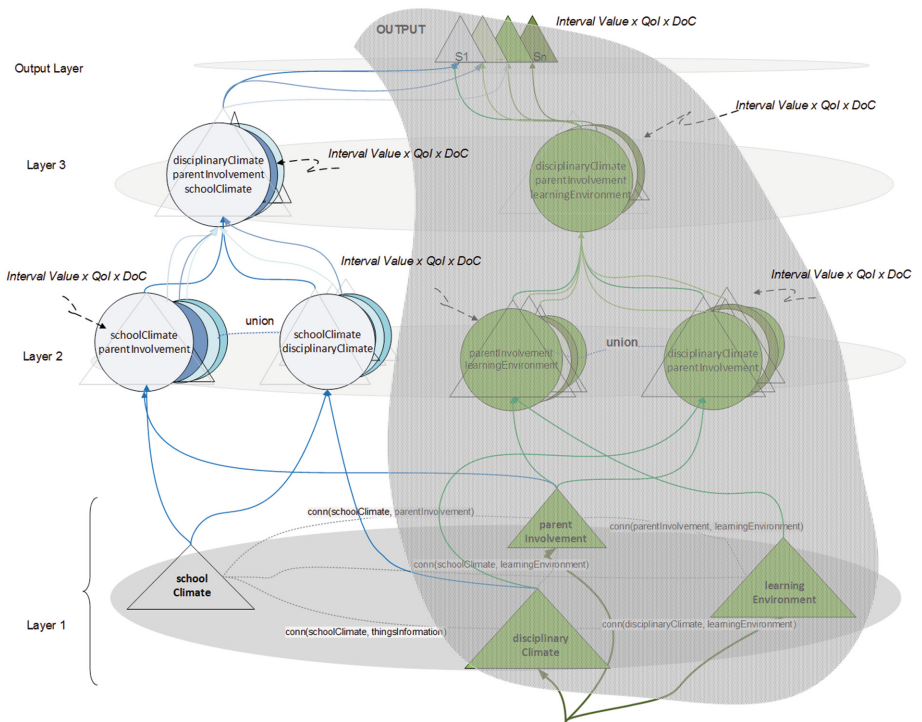 Interval Value x QoI x DoC
OUTPUT
S1
Sn
Output Layer
Interval Value x QoI x DoC
Layer 3
disciplinaryClimate
parentInvolvement
schoolClimate
Interval Value x QoI x DoC
disciplinaryClimate
parentInvolvement
learningEnvironment
Interval Value x QoI x DoC
Interval Value x QoI x DoC
Interval Value x QoI x DoC
Layer 2
schoolClimate
parentInvolvement
union
schoolClimate
disciplinaryClimate
parentInvolvement
learningEnvironment
union
disciplinaryClimate
parentInvolvement
conn(schoolClimate, parentInvolvement)
parent
Involvement
conn(parentInvolvement, learningEnvironment)
conn(schoolClimate, learningEnvironment)
school
Climate
learning
Environment
Layer 1
conn(schoolClimate, thingsInformation)
disciplinary
Climate
conn(disciplinaryClimate, learningEnvironment)